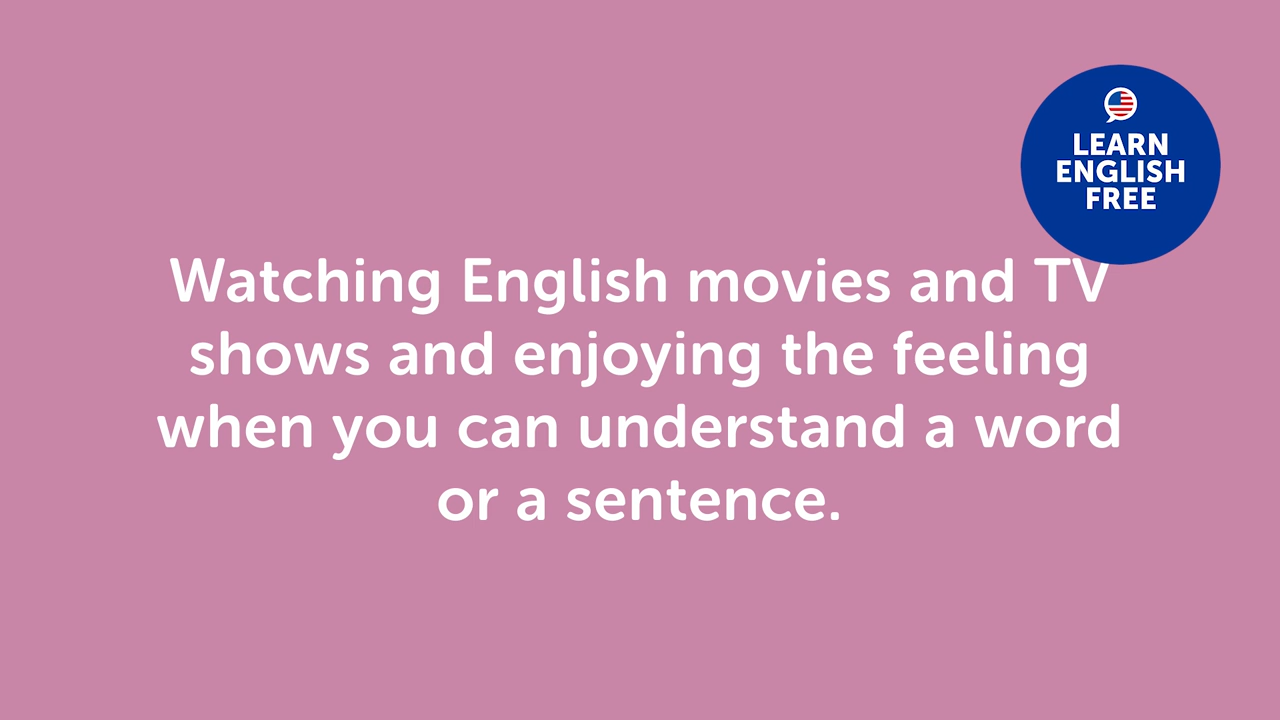 LEARN
ENGLISH
FREE
Watching English movies and TV
shows and enjoying the feeling
when you can understand a word
or a sentence.